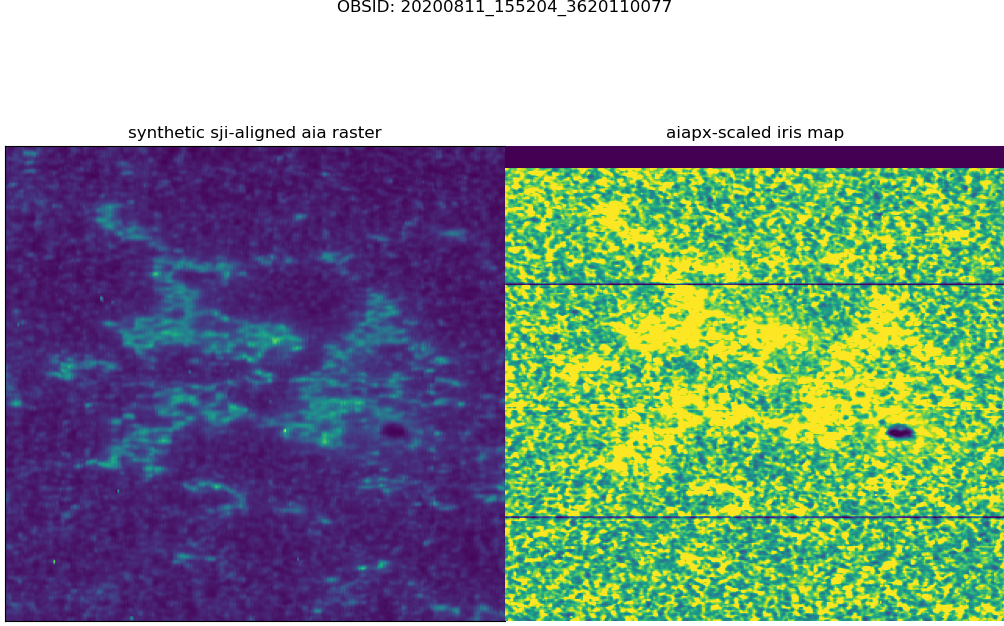 OBSID: 20200811_155204_3620110077
synthetic sji-aligned aia raster
aiapx-scaled iris map